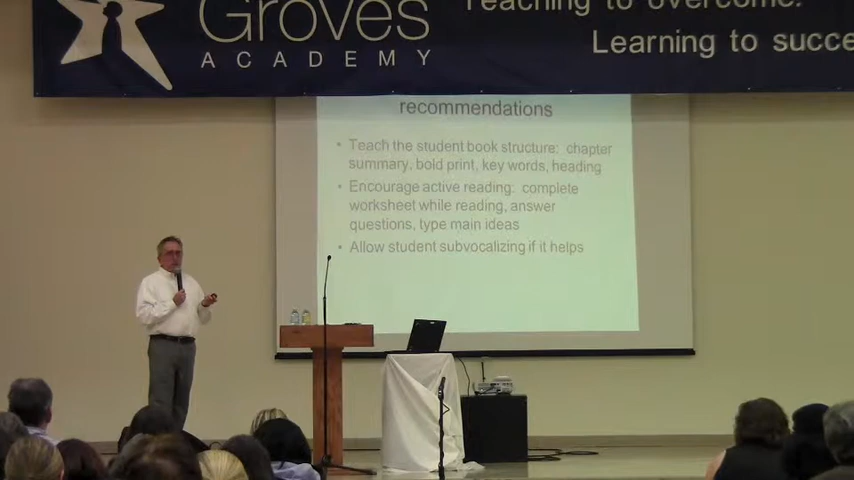 Groves
ACADEMY
Teaching to overcome.
Learning to succee
recommendations
• Teach the student book structure: chapter
summary, bold print, key words, heading
• Encourage active reading: complete
worksheet while reading, answer
questions, type main ideas
• Allow student subvocalizing if it helps